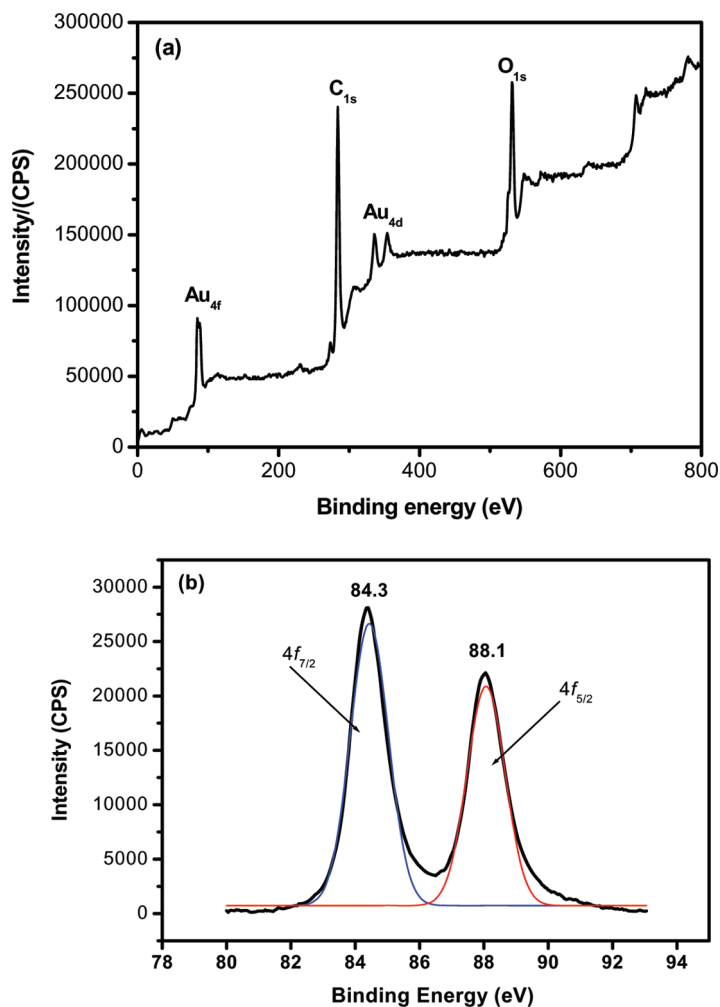 (a)
300000
250000
200000
150000
100000
50000
0
Intensity/(CPS)
Au4f
C1s
Au4d
O1s
0 200 400 600 800
Binding energy (eV)
(b)
30000
25000
20000
15000
10000
5000
0
Intensity (CPS)
84.3
88.1
4f7/2
4f5/2
78 80 82 84 86 88 90 92 94
Binding Energy (eV)